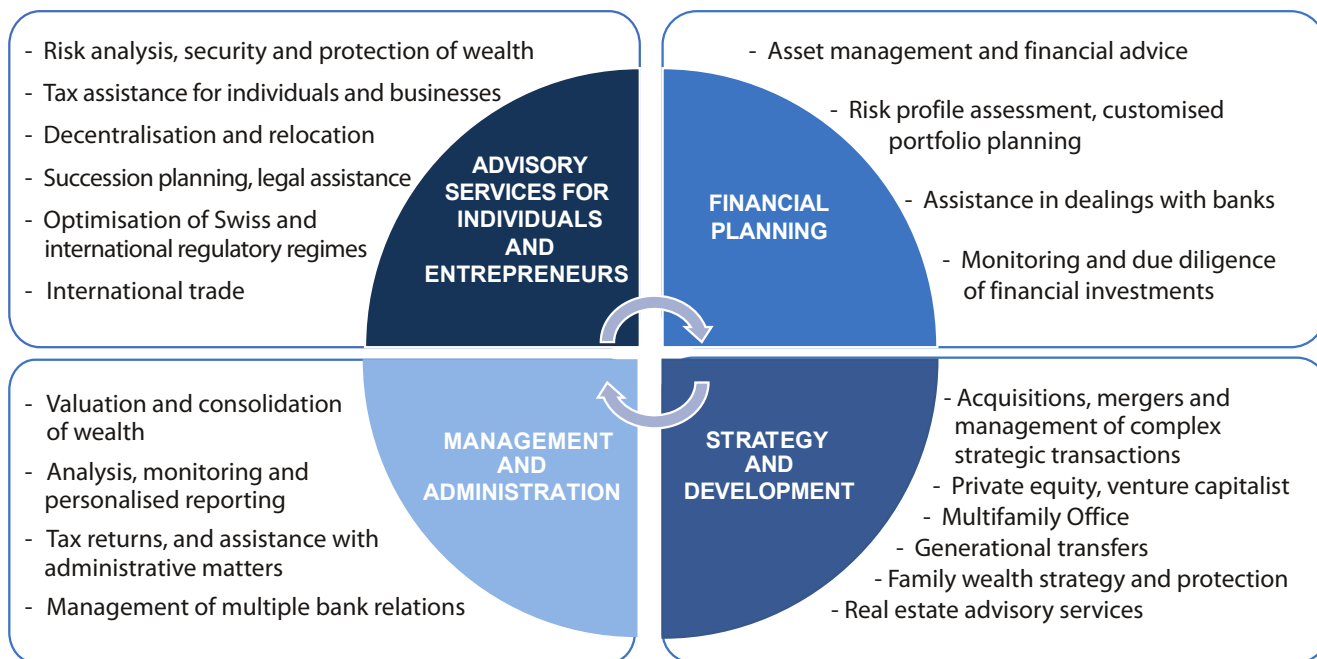 - Risk analysis, security and protection of wealth
- Tax assistance for individuals and businesses
- Decentralisation and relocation
- Succession planning, legal assistance
- Optimisation of Swiss and
international regulatory regimes
- International trade
ADVISORY
SERVICES FOR
INDIVIDUALS
AND
ENTREPRENEURS
- Asset management and financial advice
- Risk profile assessment, customised
portfolio planning
- Assistance in dealings with banks
- Monitoring and due diligence
of financial investments
FINANCIAL
PLANNING
- Valuation and consolidation
of wealth
- Analysis, monitoring and
personalised reporting
- Tax returns, and assistance with
administrative matters
- Management of multiple bank relations
MANAGEMENT
AND
ADMINISTRATION
STRATEGY
AND
DEVELOPMENT
- Acquisitions, mergers and
management of complex
strategic transactions
- Private equity, venture capitalist
- Multifamily Office
- Generational transfers
- Family wealth strategy and protection
- Real estate advisory services